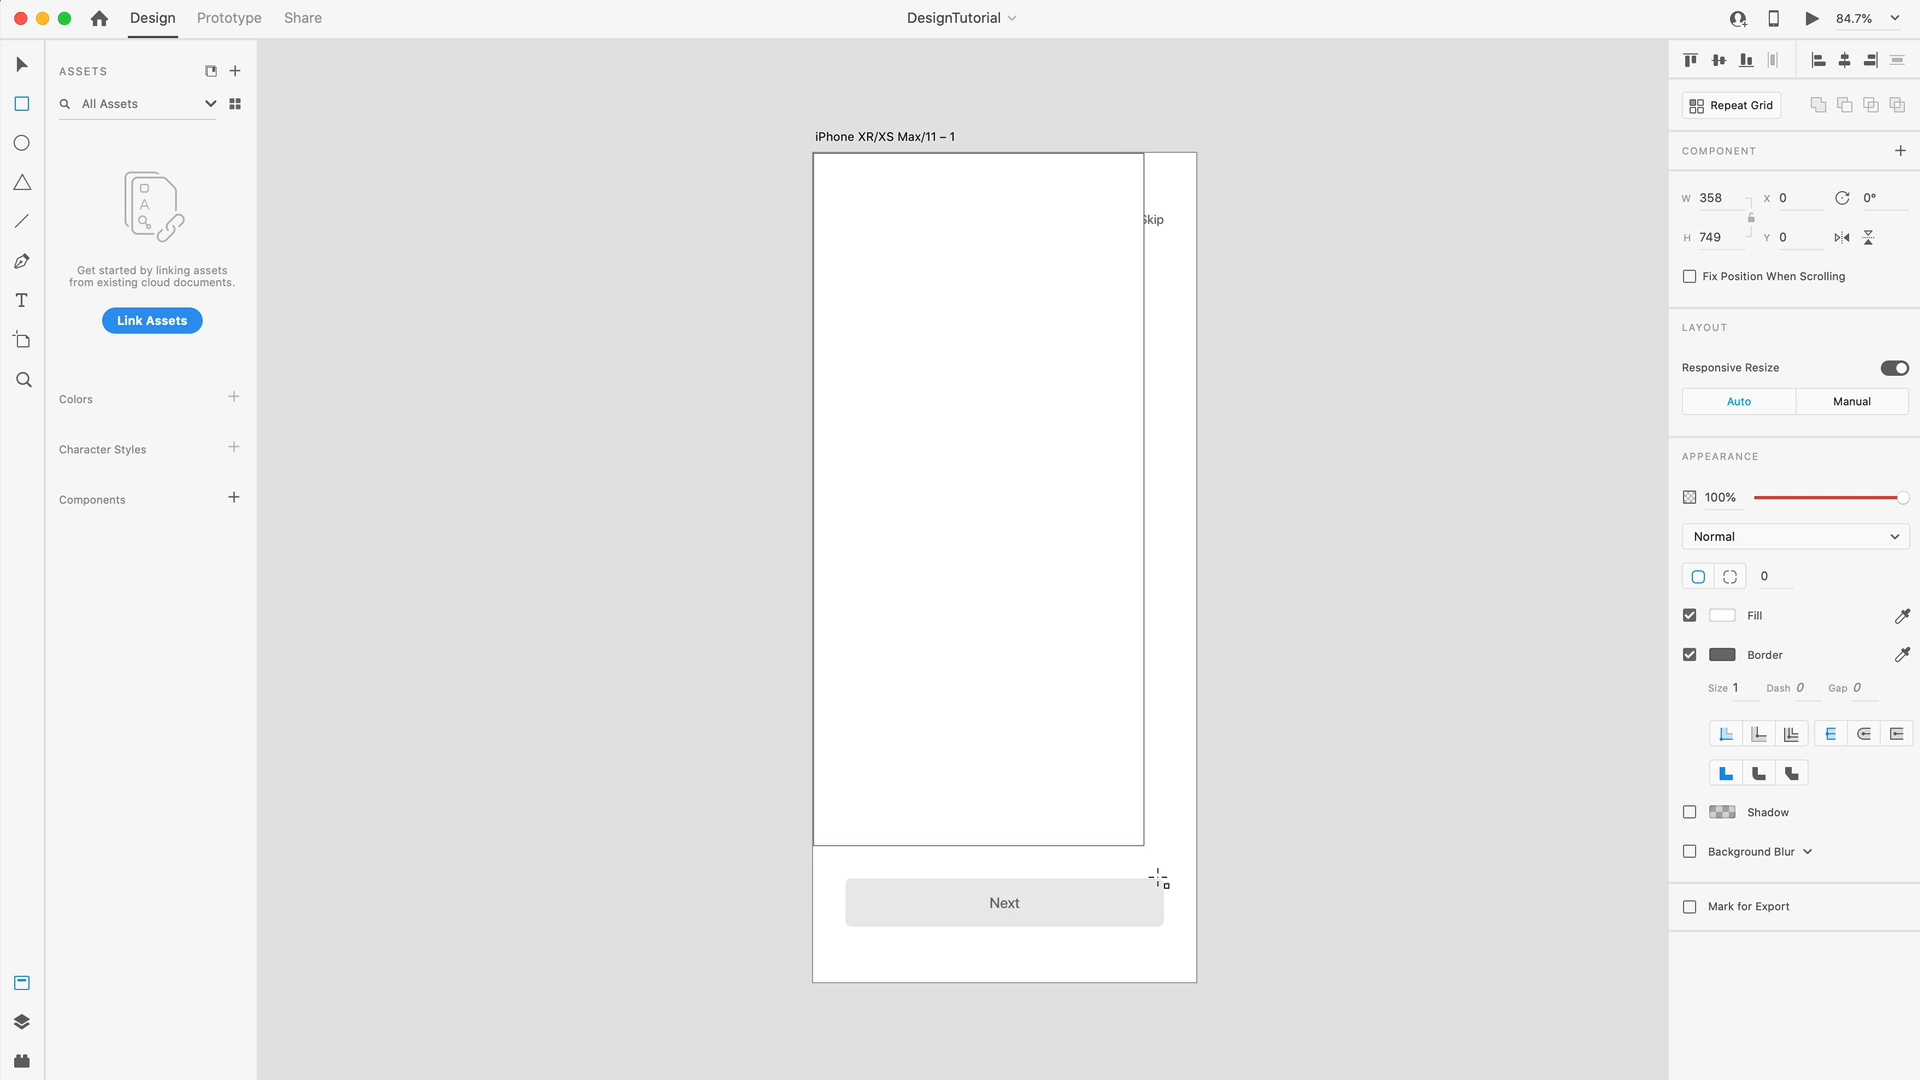 Design
Prototype
Share
DesignTutorial
84.7%
ASSETS
All Assets
A
Get started by linking assets
from existing cloud documents.
Link Assets
Colors
Character Styles
Components
T
iPhone XR/XS Max/11 – 1
Skip
Next
Repeat Grid
COMPONENT
W 358
X 0
0°
H 749
Y 0
Fix Position When Scrolling
LAYOUT
Responsive Resize
Auto
Manual
APPEARANCE
100%
Normal
0
Fill
Border
Size 1
Dash 0
Gap 0
Shadow
Background Blur
Mark for Export